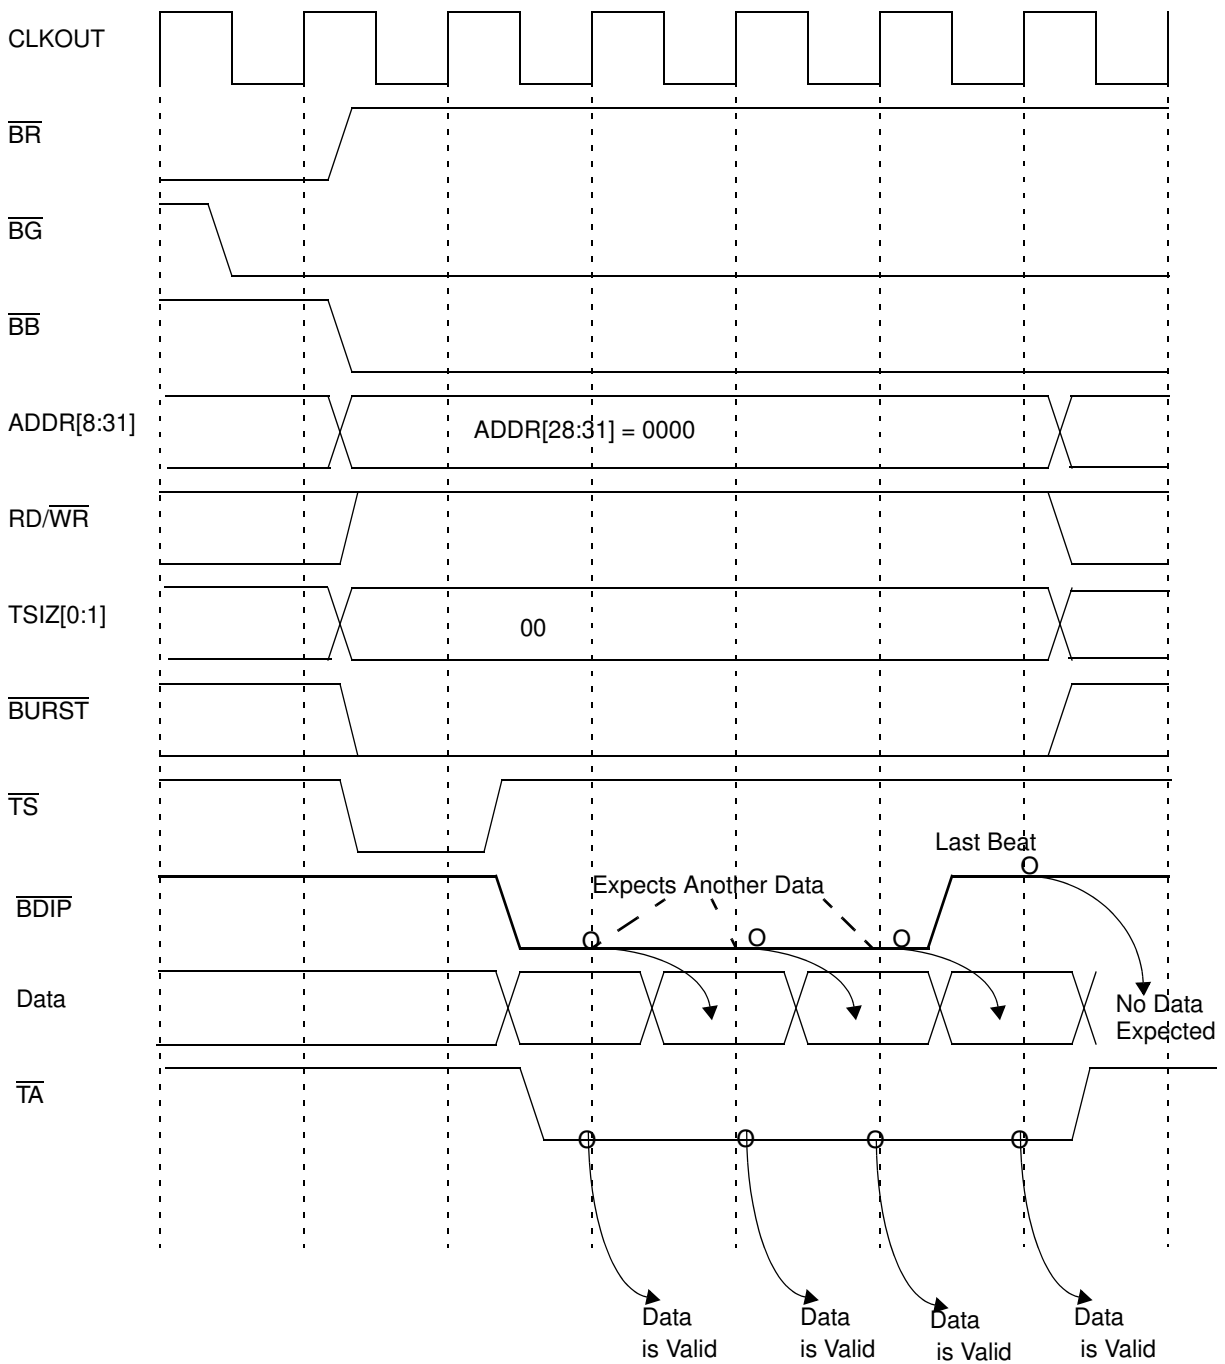 CLKOUT
BR
BG
BB
ADDR[8:31]
ADDR[28:31] = 0000
RD/WR
TSIZ[0:1]
00
BURST
TS
Last Beat
O
Expects Another Data
BDIP
O O O
Data
No Data
Expected
TA
O O O O
Data Data Data Data
is Valid is Valid is Valid is Valid